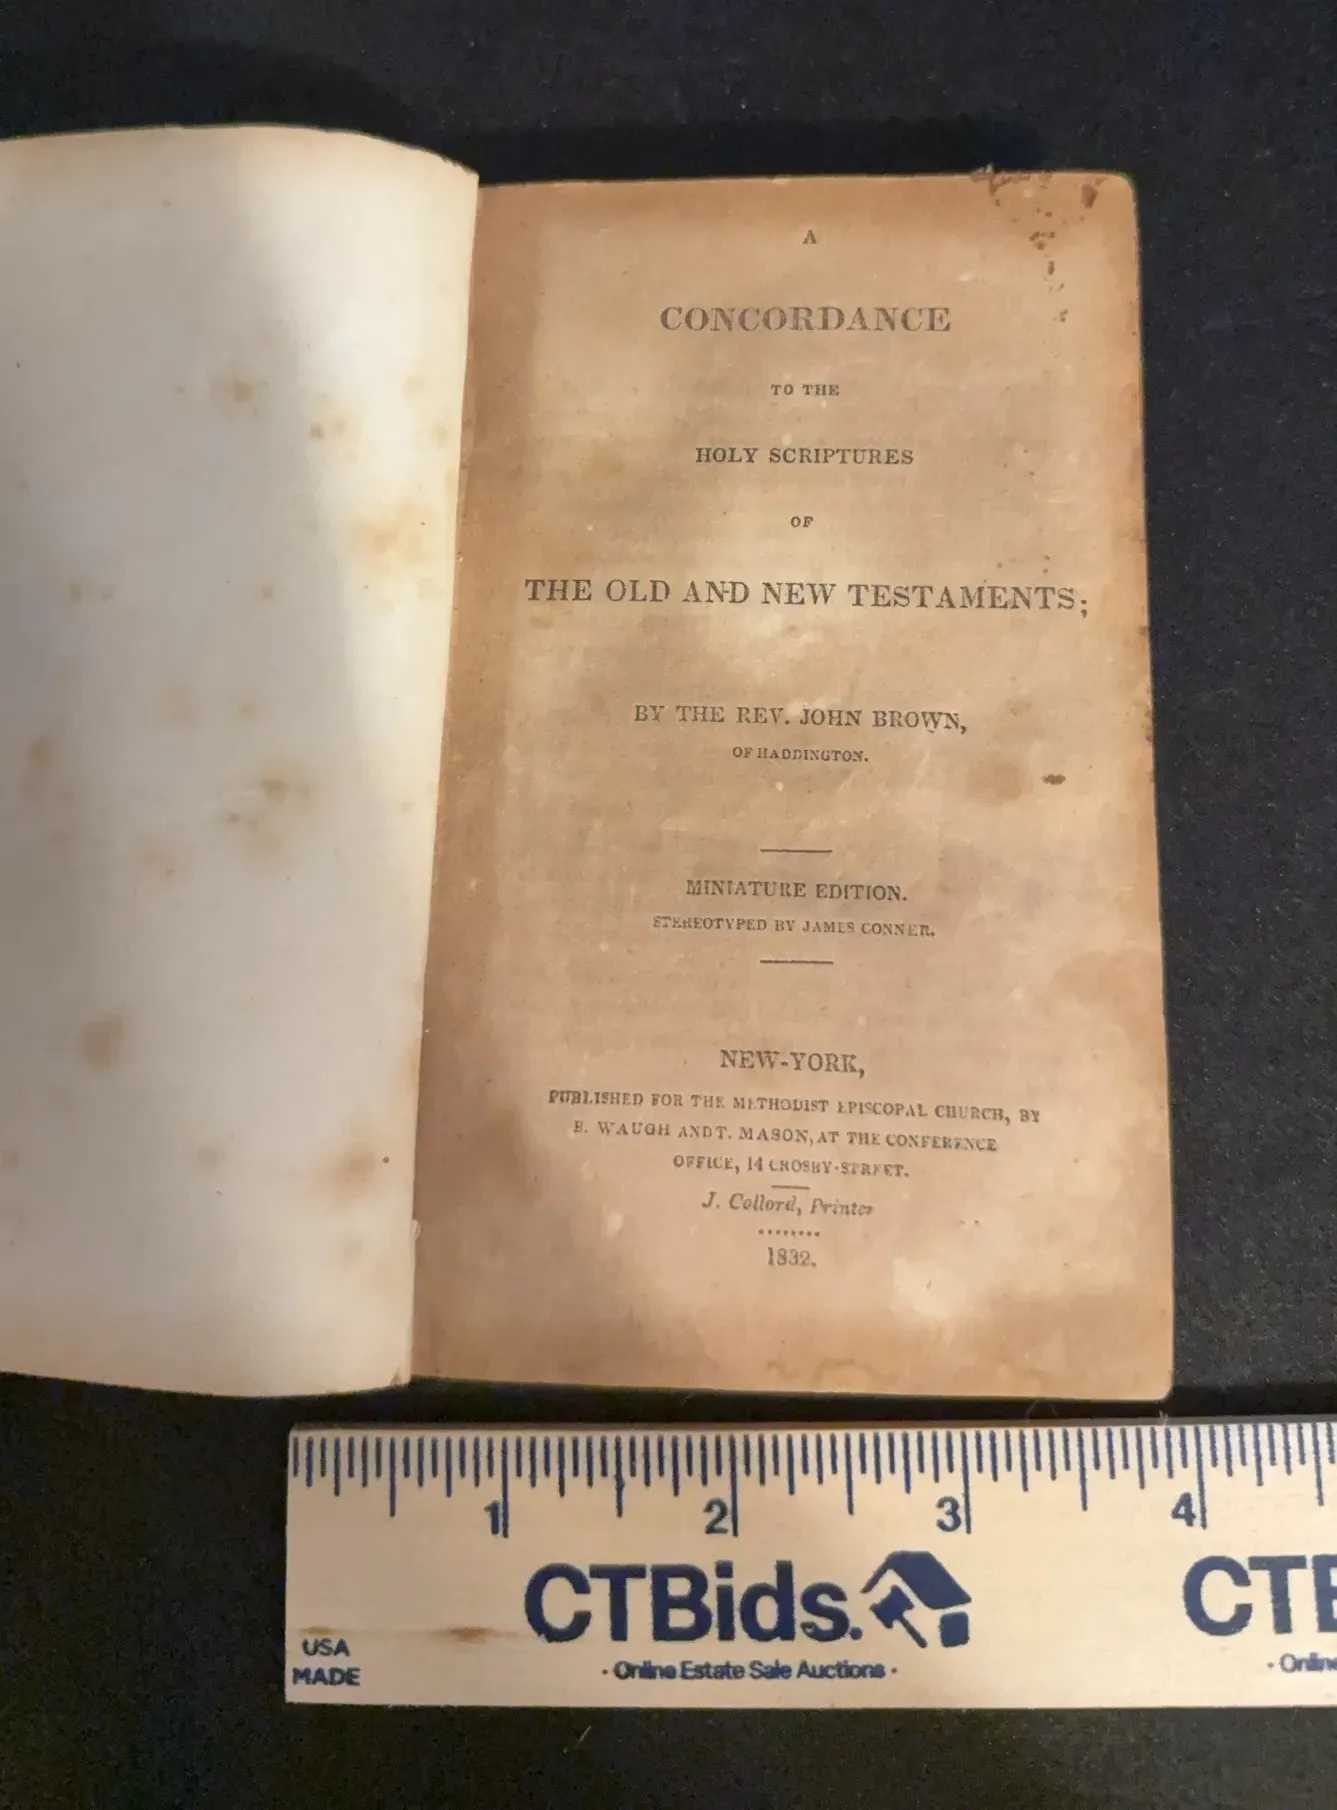 A
CONCORDANCE
TO THE
HOLY SCRIPTURES
OF
THE OLD AND NEW TESTAMENTS;
BY THE REV. JOHN BROWN,
OF HADDINGTON.
MINIATURE EDITION.
STEREOTYPED BY JAMES CONNER.
NEW-YORK,
PUBLISHED FOR THE METHODIST EPISCOPAL CHURCH, BY
B. WAUGH AND T. MASON, AT THE CONFERENCE
OFFICE, 14 CROSBY-STREET.
J. Collord, Printer
1832.
1 2 3 4
CTBids. CTB
· Online Estate Sale Auctions · · Onlin
USA
MADE